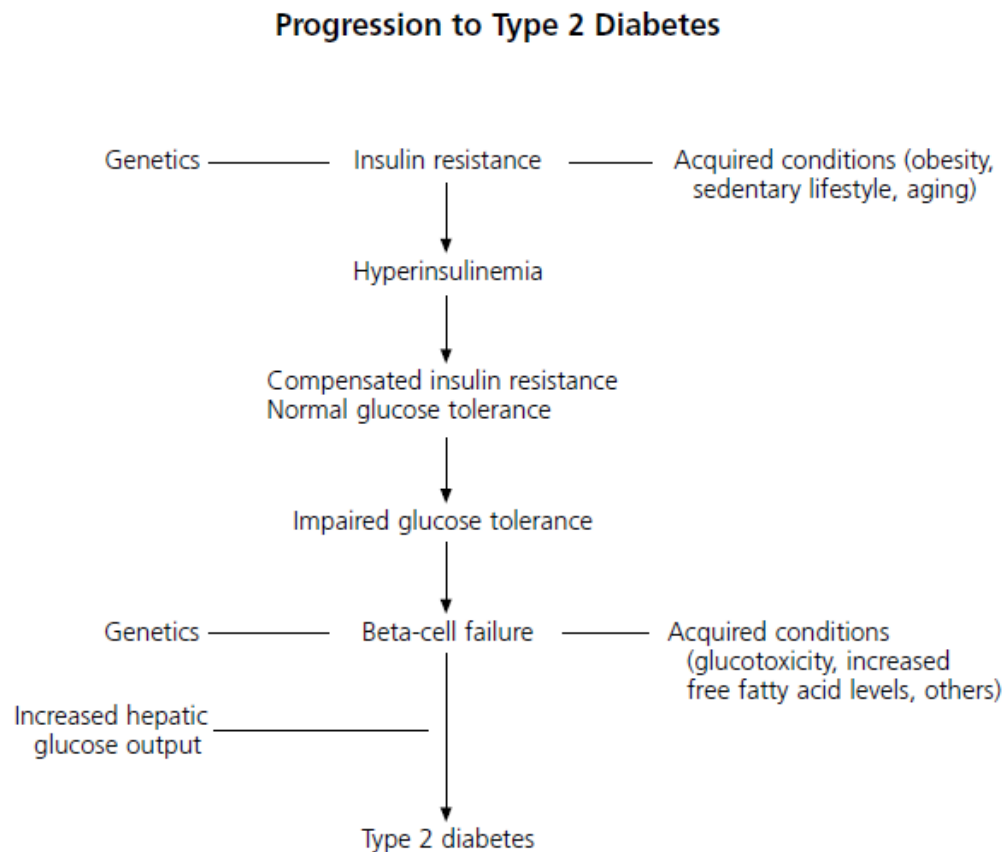 Progression to Type 2 Diabetes
Genetics
Insulin resistance
Acquired conditions (obesity,
sedentary lifestyle, aging)
Hyperinsulinemia
Compensated insulin resistance
Normal glucose tolerance
Impaired glucose tolerance
Genetics
Beta-cell failure
Acquired conditions
(glucotoxicity, increased
free fatty acid levels, others)
Increased hepatic
glucose output
Type 2 diabetes